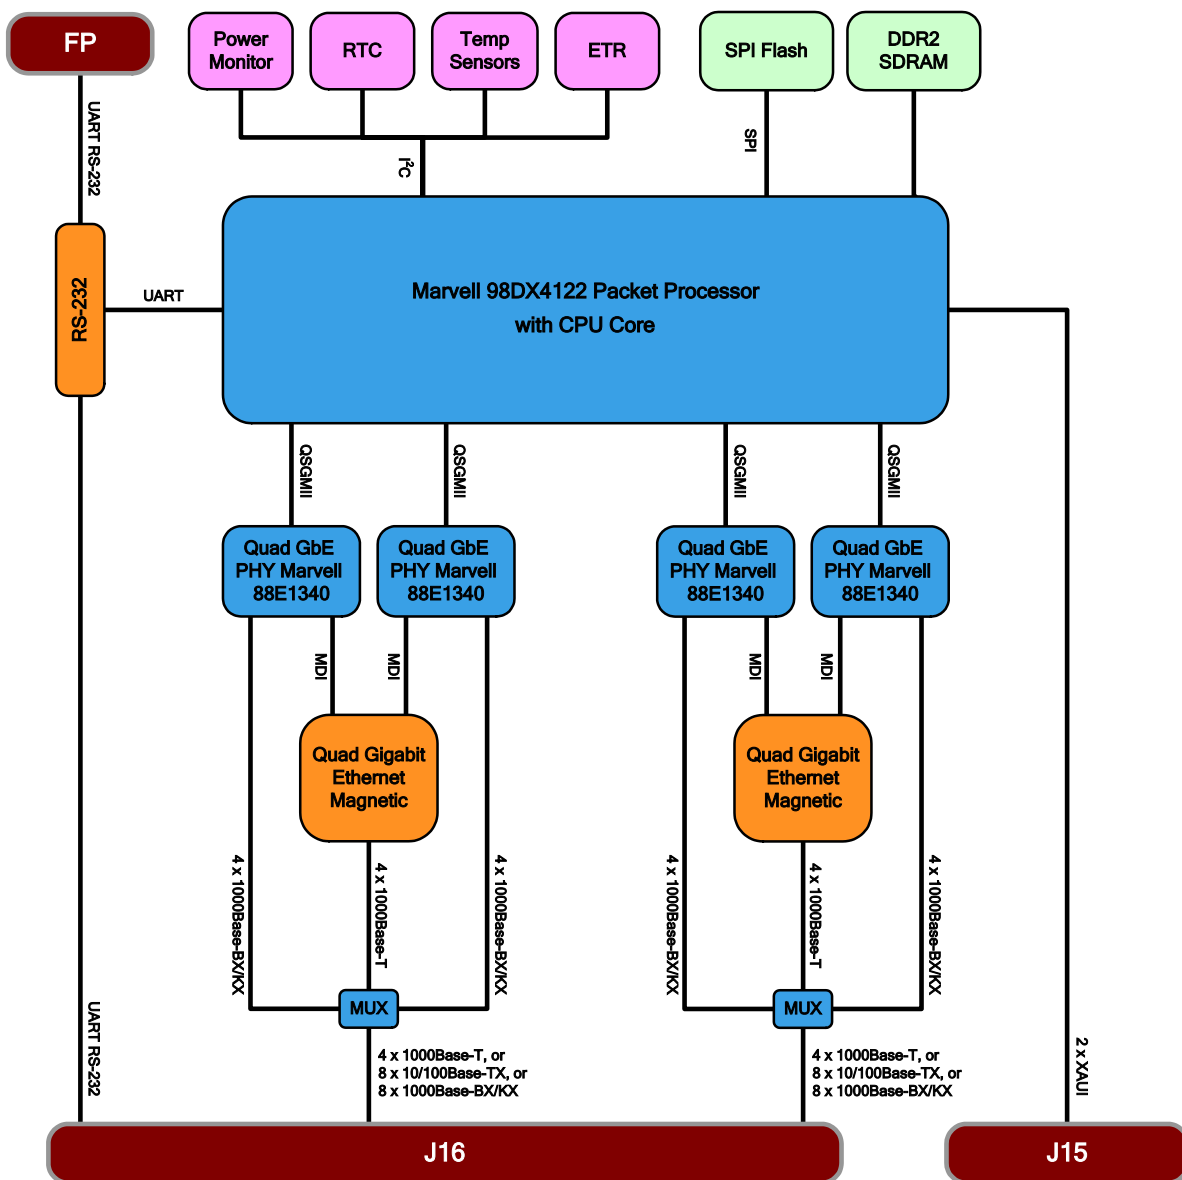 FP
Power
Monitor
RTC
Temp
Sensors
ETR
SPI Flash
DDR2
SDRAM
UART RS-232
I²C
SPI
RS-232
UART
Marvell 98DX4122 Packet Processor
with CPU Core
QSGMII
QSGMII
QSGMII
QSGMII
Quad GbE
PHY Marvell
88E1340
Quad GbE
PHY Marvell
88E1340
Quad GbE
PHY Marvell
88E1340
Quad GbE
PHY Marvell
88E1340
MDI
MDI
MDI
MDI
Quad Gigabit
Ethernet
Magnetic
Quad Gigabit
Ethernet
Magnetic
4 x 1000Base-BX/KX
4 x 1000Base-T
4 x 1000Base-BX/KX
4 x 1000Base-BX/KX
4 x 1000Base-T
4 x 1000Base-BX/KX
MUX
MUX
UART RS-232
4 x 1000Base-T, or
8 x 10/100Base-TX, or
8 x 1000Base-BX/KX
4 x 1000Base-T, or
8 x 10/100Base-TX, or
8 x 1000Base-BX/KX
2 x XAUI
J16
J15